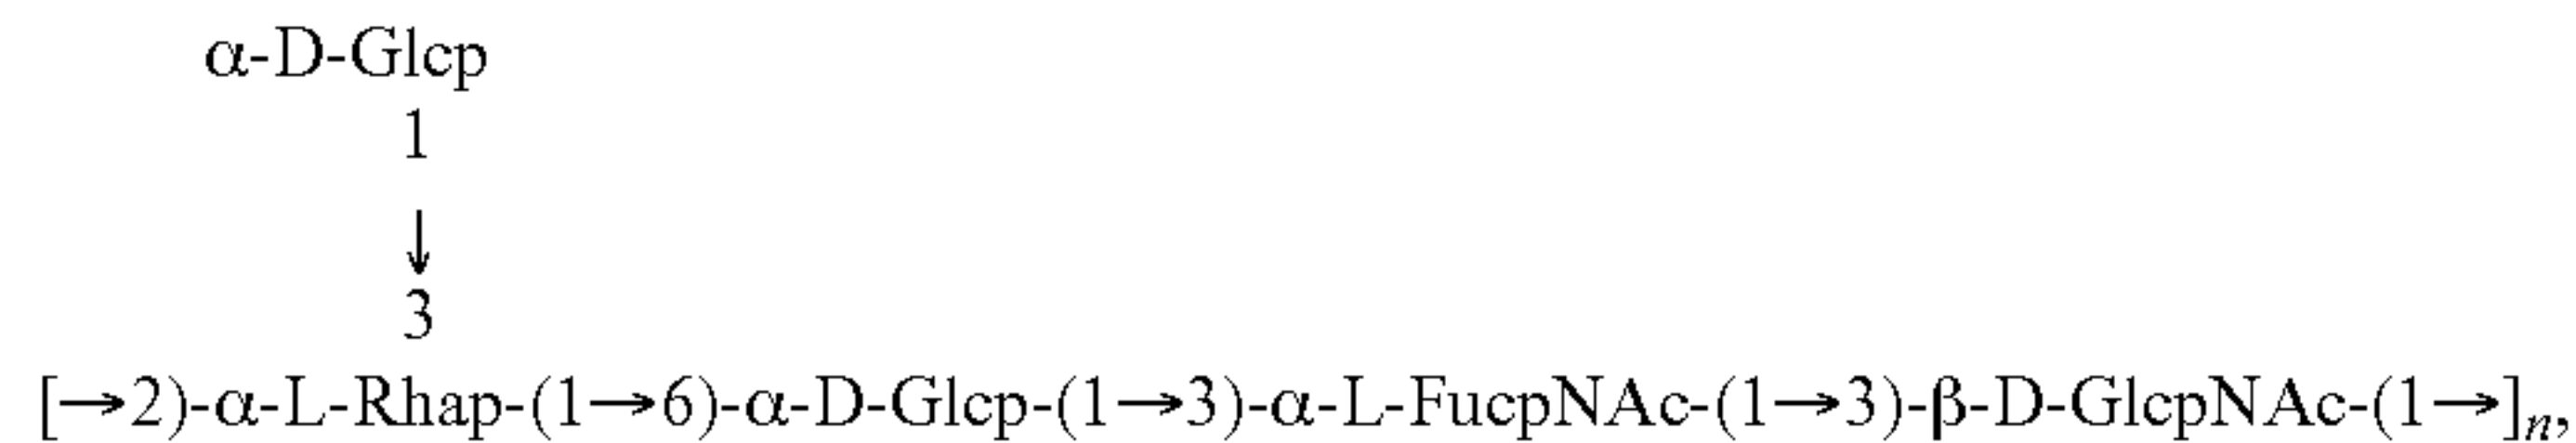 α-D-Glcp
1
↓
3
[→2)-α-L-Rhap-(1→6)-α-D-Glcp-(1→3)-α-L-FucpNAc-(1→3)-β-D-GlcpNAc-(1→]n,